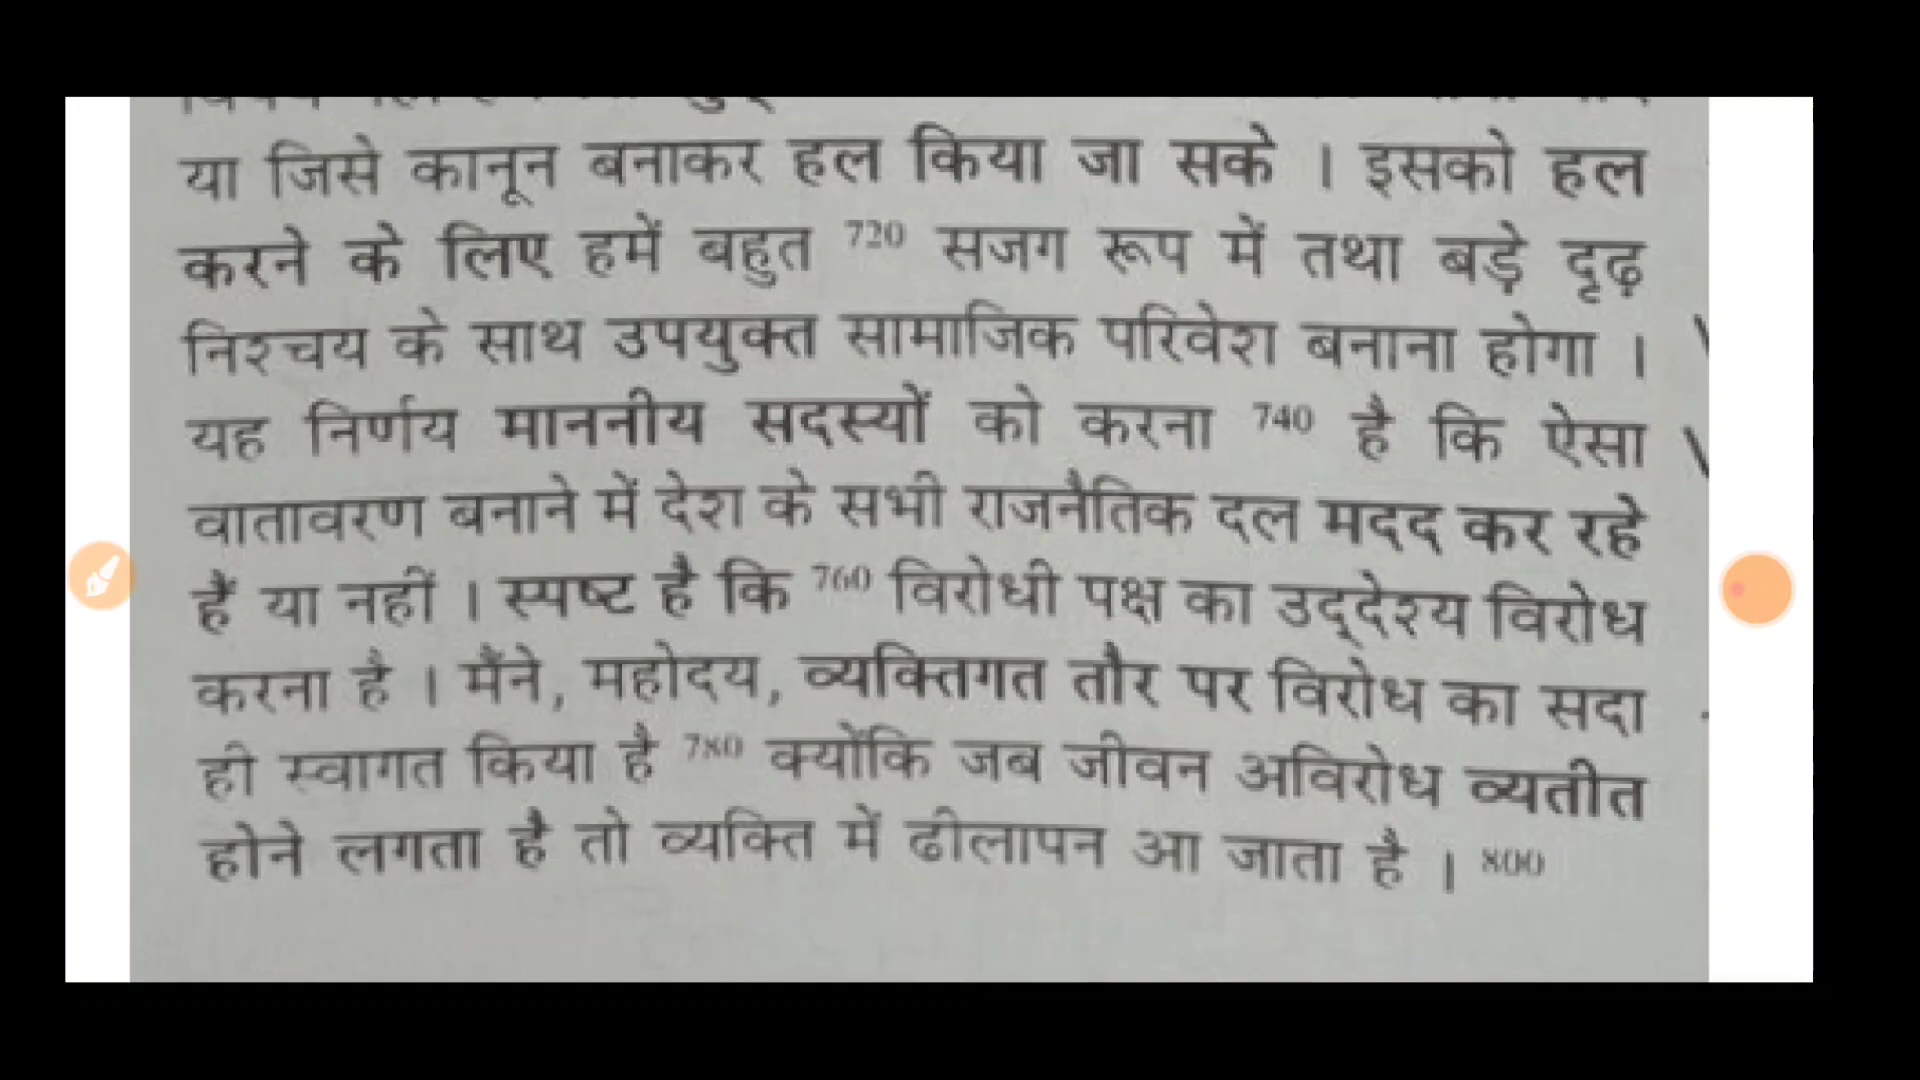 या जिसे कानून बनाकर हल किया जा सके । इसको हल
करने के लिए हमें बहुत 720 सजग रूप में तथा बड़े दृढ़
निश्चय के साथ उपयुक्त सामाजिक परिवेश बनाना होगा ।
यह निर्णय माननीय सदस्यों को करना 740 है कि ऐसा
वातावरण बनाने में देश के सभी राजनैतिक दल मदद कर रहे
हैं या नहीं । स्पष्ट है कि 760 विरोधी पक्ष का उद्देश्य विरोध
करना है । मैंने, महोदय, व्यक्तिगत तौर पर विरोध का सदा
ही स्वागत किया है 780 क्योंकि जब जीवन अविरोध व्यतीत
होने लगता है तो व्यक्ति में ढीलापन आ जाता है । 800